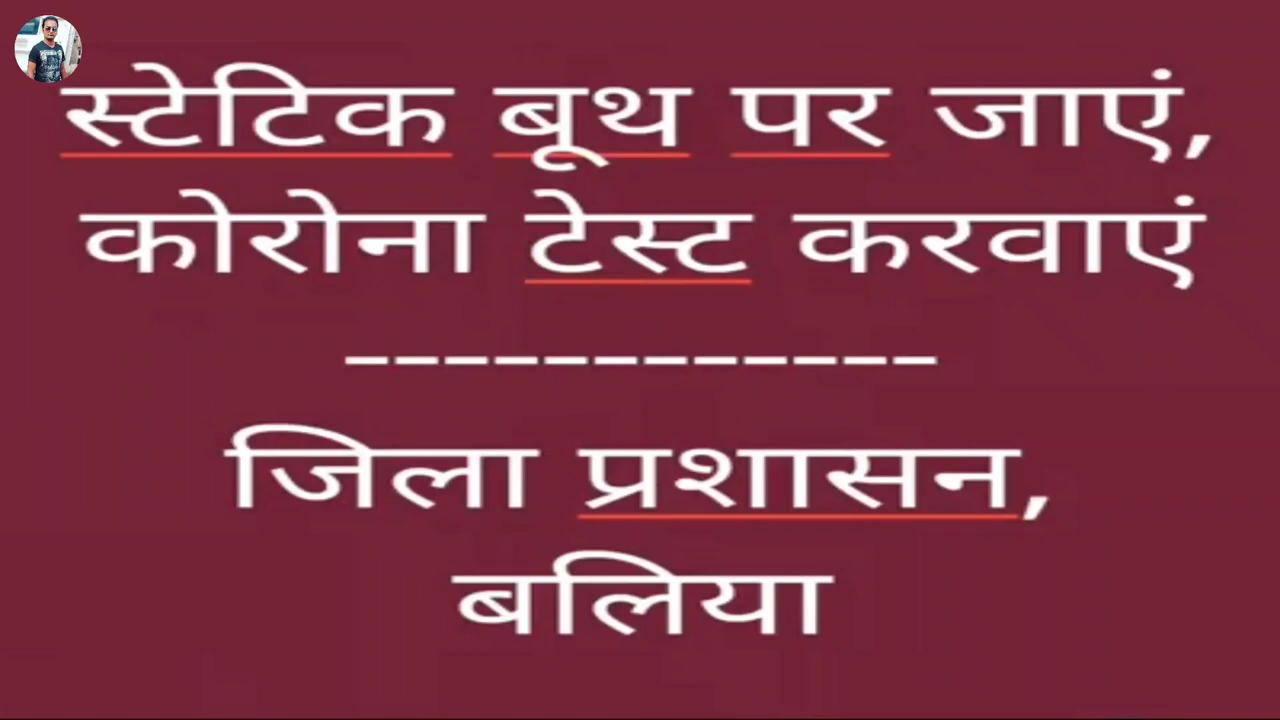 स्टेटिक बूथ पर जाएं,
कोरोना टेस्ट करवाएं
------------
जिला प्रशासन,
बलिया